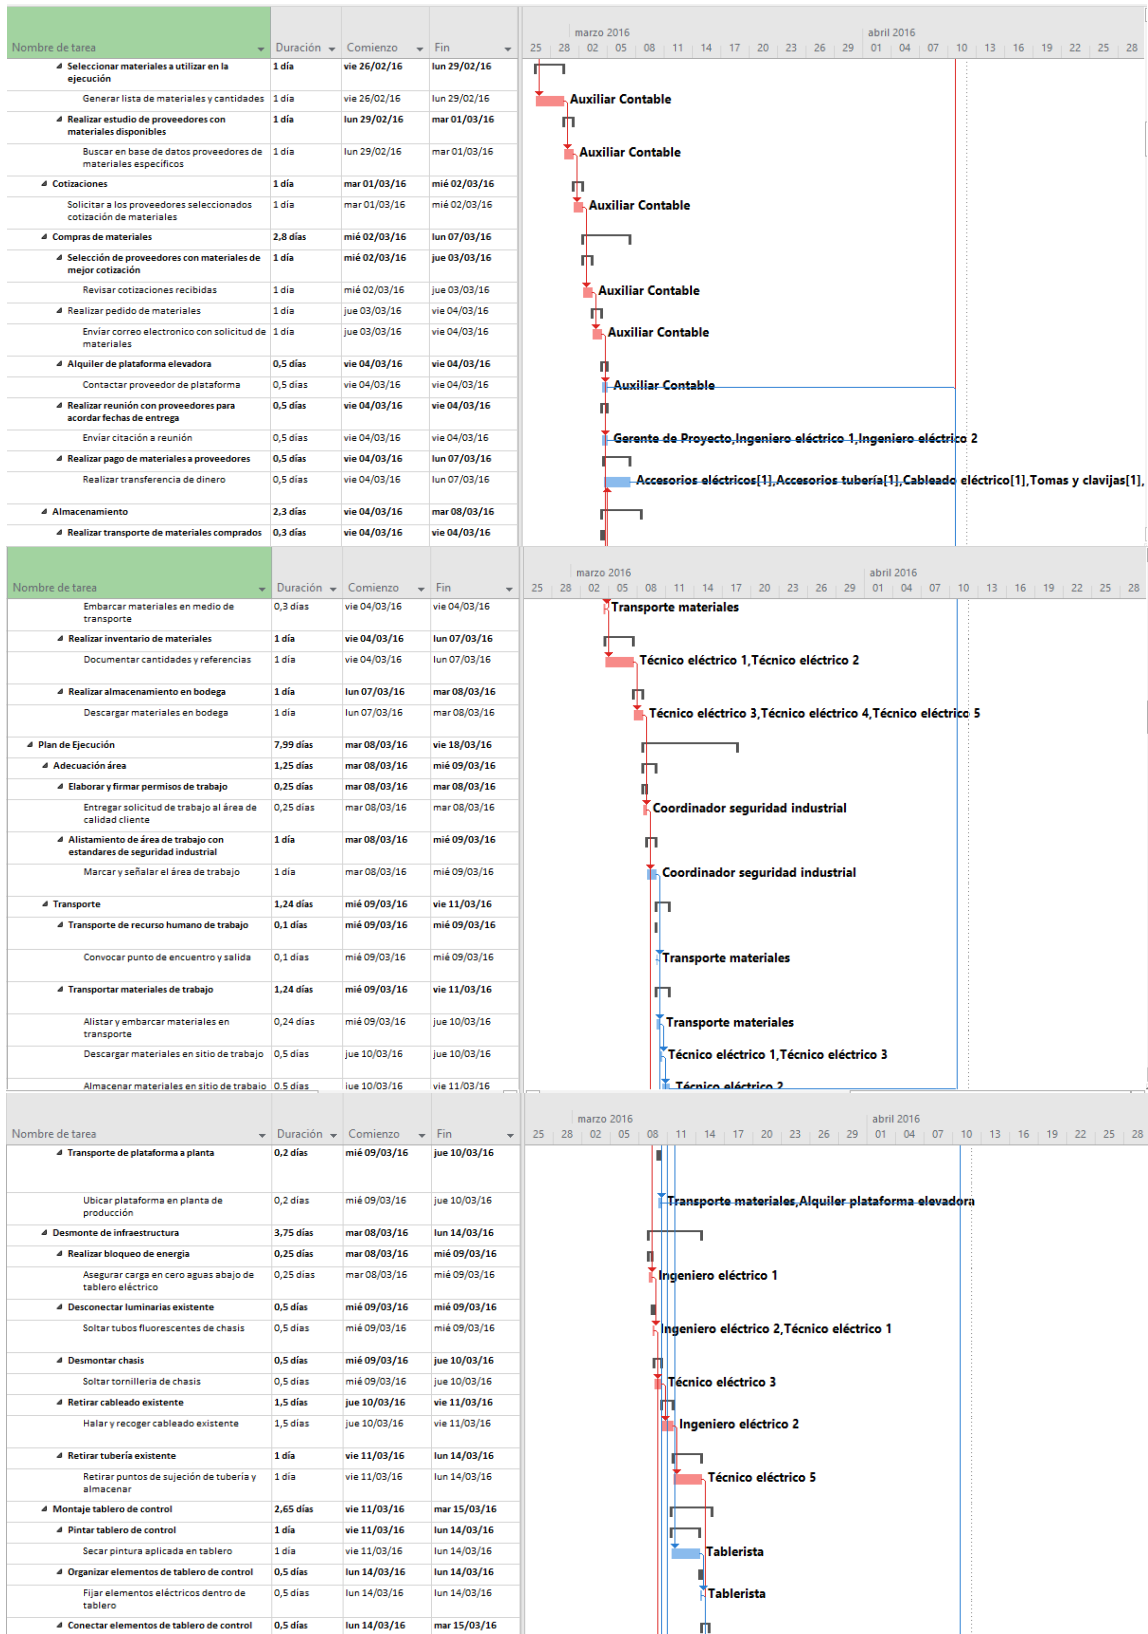 marzo 2016 abril 2016
Nombre de tarea Duración Comienzo Fin 25 28 02 05 08 11 14 17 20 23 26 29 01 04 07 10 13 16 19 22 25 28
Seleccionar materiales a utilizar en la 1 día vie 26/02/16 lun 29/02/16
ejecución
Generar lista de materiales y cantidades 1 día vie 26/02/16 lun 29/02/16 Auxiliar Contable
Realizar estudio de proveedores con 1 día lun 29/02/16 mar 01/03/16
materiales disponibles
Buscar en base de datos proveedores de 1 día lun 29/02/16 mar 01/03/16 Auxiliar Contable
materiales especificos
Cotizaciones 1 día mar 01/03/16 mié 02/03/16
Solicitar a los proveedores seleccionados 1 día mar 01/03/16 mié 02/03/16 Auxiliar Contable
cotización de materiales
Compras de materiales 2,8 días mié 02/03/16 lun 07/03/16
Selección de proveedores con materiales de 1 día mié 02/03/16 jue 03/03/16
mejor cotización
Revisar cotizaciones recibidas 1 día mié 02/03/16 jue 03/03/16 Auxiliar Contable
Realizar pedido de materiales 1 día jue 03/03/16 vie 04/03/16
Enviar correo electronico con solicitud de 1 día jue 03/03/16 vie 04/03/16 Auxiliar Contable
materiales
Alquiler de plataforma elevadora 0,5 días vie 04/03/16 vie 04/03/16
Contactar proveedor de plataforma 0,5 días vie 04/03/16 vie 04/03/16 Auxiliar Contable
Realizar reunión con proveedores para 0,5 días vie 04/03/16 vie 04/03/16
acordar fechas de entrega
Enviar citación a reunión 0,5 días vie 04/03/16 vie 04/03/16 Gerente de Proyecto,Ingeniero eléctrico 1,Ingeniero eléctrico 2
Realizar pago de materiales a proveedores 0,5 días vie 04/03/16 lun 07/03/16
Realizar transferencia de dinero 0,5 días vie 04/03/16 lun 07/03/16 Accesorios eléctricos[1],Accesorios tubería[1],Cableado eléctrico[1],Tomas y clavijas[1],
Almacenamiento 2,3 días vie 04/03/16 mar 08/03/16
Realizar transporte de materiales comprados 0,3 días vie 04/03/16 vie 04/03/16
marzo 2016 abril 2016
Nombre de tarea Duración Comienzo Fin 25 28 02 05 08 11 14 17 20 23 26 29 01 04 07 10 13 16 19 22 25 28
Embarcar materiales en medio de 0,3 días vie 04/03/16 vie 04/03/16 Transporte materiales
transporte
Realizar inventario de materiales 1 día vie 04/03/16 lun 07/03/16
Documentar cantidades y referencias 1 día vie 04/03/16 lun 07/03/16 Técnico eléctrico 1,Técnico eléctrico 2
Realizar almacenamiento en bodega 1 día lun 07/03/16 mar 08/03/16
Descargar materiales en bodega 1 día lun 07/03/16 mar 08/03/16 Técnico eléctrico 3,Técnico eléctrico 4,Técnico eléctrico 5
Plan de Ejecución 7,99 días mar 08/03/16 vie 18/03/16
Adecuación área 1,25 días mar 08/03/16 mié 09/03/16
Elaborar y firmar permisos de trabajo 0,25 días mar 08/03/16 mar 08/03/16
Entregar solicitud de trabajo al área de 0,25 días mar 08/03/16 mar 08/03/16 Coordinador seguridad industrial
calidad cliente
Alistamiento de área de trabajo con 1 día mar 08/03/16 mié 09/03/16
estandares de seguridad industrial
Marcar y señalar el área de trabajo 1 día mar 08/03/16 mié 09/03/16 Coordinador seguridad industrial
Transporte 1,24 días mié 09/03/16 vie 11/03/16
Transporte de recurso humano de trabajo 0,1 días mié 09/03/16 mié 09/03/16
Convocar punto de encuentro y salida 0,1 días mié 09/03/16 mié 09/03/16 Transporte materiales
Transportar materiales de trabajo 1,24 días mié 09/03/16 vie 11/03/16
Alistar y embarcar materiales en 0,24 días mié 09/03/16 jue 10/03/16 Transporte materiales
transporte
Descargar materiales en sitio de trabajo 0,5 días jue 10/03/16 jue 10/03/16 Técnico eléctrico 1,Técnico eléctrico 3
Almacenar materiales en sitio de trabajo 0,5 días jue 10/03/16 vie 11/03/16 Técnico eléctrico 2
marzo 2016 abril 2016
Nombre de tarea Duración Comienzo Fin 25 28 02 05 08 11 14 17 20 23 26 29 01 04 07 10 13 16 19 22 25 28
Transporte de plataforma a planta 0,2 días mié 09/03/16 jue 10/03/16
Ubicar plataforma en planta de 0,2 días mié 09/03/16 jue 10/03/16 Transporte materiales,Alquiler plataforma elevadora
producción
Desmonte de infraestructura 3,75 días mar 08/03/16 lun 14/03/16
Realizar bloqueo de energia 0,25 días mar 08/03/16 mié 09/03/16
Asegurar carga en cero aguas abajo de 0,25 días mar 08/03/16 mié 09/03/16 Ingeniero eléctrico 1
tablero eléctrico
Desconectar luminarias existente 0,5 días mié 09/03/16 mié 09/03/16
Soltar tubos fluorescentes de chasis 0,5 días mié 09/03/16 mié 09/03/16 Ingeniero eléctrico 2,Técnico eléctrico 1
Desmontar chasis 0,5 días mié 09/03/16 jue 10/03/16
Soltar tornilleria de chasis 0,5 días mié 09/03/16 jue 10/03/16 Técnico eléctrico 3
Retirar cableado existente 1,5 días jue 10/03/16 vie 11/03/16
Halar y recoger cableado existente 1,5 días jue 10/03/16 vie 11/03/16 Ingeniero eléctrico 2
Retirar tubería existente 1 día vie 11/03/16 lun 14/03/16
Retirar puntos de sujeción de tubería y 1 día vie 11/03/16 lun 14/03/16 Técnico eléctrico 5
almacenar
Montaje tablero de control 2,65 días vie 11/03/16 mar 15/03/16
Pintar tablero de control 1 día vie 11/03/16 lun 14/03/16
Secar pintura aplicada en tablero 1 día vie 11/03/16 lun 14/03/16 Tablerista
Organizar elementos de tablero de control 0,5 días lun 14/03/16 lun 14/03/16
Fijar elementos eléctricos dentro de 0,5 días lun 14/03/16 lun 14/03/16 Tablerista
tablero
Conectar elementos de tablero de control 0,5 días lun 14/03/16 mar 15/03/16